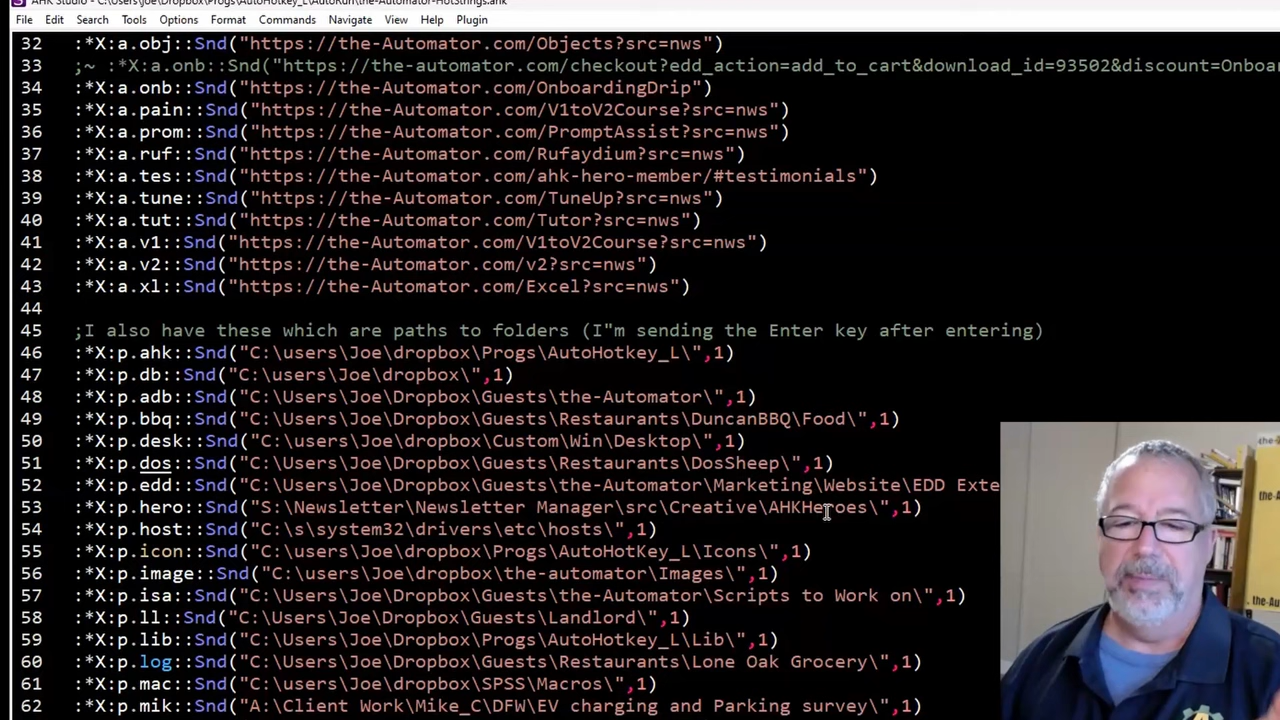 AHK Studio - C:\Users\Joe\Dropbox\Progs\AutoHotkey_L\AutoRun\the-Automator-HotStrings.ahk
File Edit Search Tools Options Format Commands Navigate View Help Plugin
32 :*X:a.obj::Snd("https://the-Automator.com/Objects?src=nws")
33 ;~ :*X:a.onb::Snd("https://the-automator.com/checkout?edd_action=add_to_cart&download_id=93502&discount=Onboar
34 :*X:a.onb::Snd("https://the-Automator.com/OnboardingDrip")
35 :*X:a.pain::Snd("https://the-Automator.com/V1toV2Course?src=nws")
36 :*X:a.prom::Snd("https://the-Automator.com/PromptAssist?src=nws")
37 :*X:a.ruf::Snd("https://the-Automator.com/Rufaydium?src=nws")
38 :*X:a.tes::Snd("https://the-Automator.com/ahk-hero-member/#testimonials")
39 :*X:a.tune::Snd("https://the-Automator.com/TuneUp?src=nws")
40 :*X:a.tut::Snd("https://the-Automator.com/Tutor?src=nws")
41 :*X:a.v1::Snd("https://the-Automator.com/V1toV2Course?src=nws")
42 :*X:a.v2::Snd("https://the-Automator.com/v2?src=nws")
43 :*X:a.xl::Snd("https://the-Automator.com/Excel?src=nws")
44
45 ;I also have these which are paths to folders (I"m sending the Enter key after entering)
46 :*X:p.ahk::Snd("C:\users\Joe\dropbox\Progs\AutoHotkey_L\",1)
47 :*X:p.db::Snd("C:\users\Joe\dropbox\",1)
48 :*X:p.adb::Snd("C:\Users\Joe\dropbox\Guests\the-Automator\",1)
49 :*X:p.bbq::Snd("C:\Users\Joe\dropbox\Guests\Restaurants\DuncanBBQ\Food\",1)
50 :*X:p.desk::Snd("C:\Users\Joe\dropbox\Custom\Win\Desktop\",1)
51 :*X:p.dos::Snd("C:\Users\Joe\dropbox\Guests\Restaurants\DosSheep\",1)
52 :*X:p.edd::Snd("C:\Users\Joe\dropbox\Guests\the-Automator\Marketing\Website\EDD Exte
53 :*X:p.hero::Snd("S:\Newsletter\Newsletter Manager\src\Creative\AHKHeroes\",1)
54 :*X:p.host::Snd("C:\s\system32\drivers\etc\hosts\",1)
55 :*X:p.icon::Snd("C:\users\Joe\dropbox\Progs\AutoHotKey_L\Icons\",1)
56 :*X:p.image::Snd("C:\users\Joe\dropbox\the-automator\Images\",1)
57 :*X:p.isa::Snd("C:\Users\Joe\dropbox\Guests\the-Automator\Scripts to Work on\",1)
58 :*X:p.ll::Snd("C:\Users\Joe\dropbox\Guests\Landlord\",1)
59 :*X:p.lib::Snd("C:\Users\Joe\dropbox\Progs\AutoHotkey_L\Lib\",1)
60 :*X:p.log::Snd("C:\Users\Joe\dropbox\Guests\Restaurants\Lone Oak Grocery\",1)
61 :*X:p.mac::Snd("C:\users\Joe\dropbox\SPSS\Macros\",1)
62 :*X:p.mik::Snd("A:\Client Work\Mike_C\DFW\EV charging and Parking survey\",1)